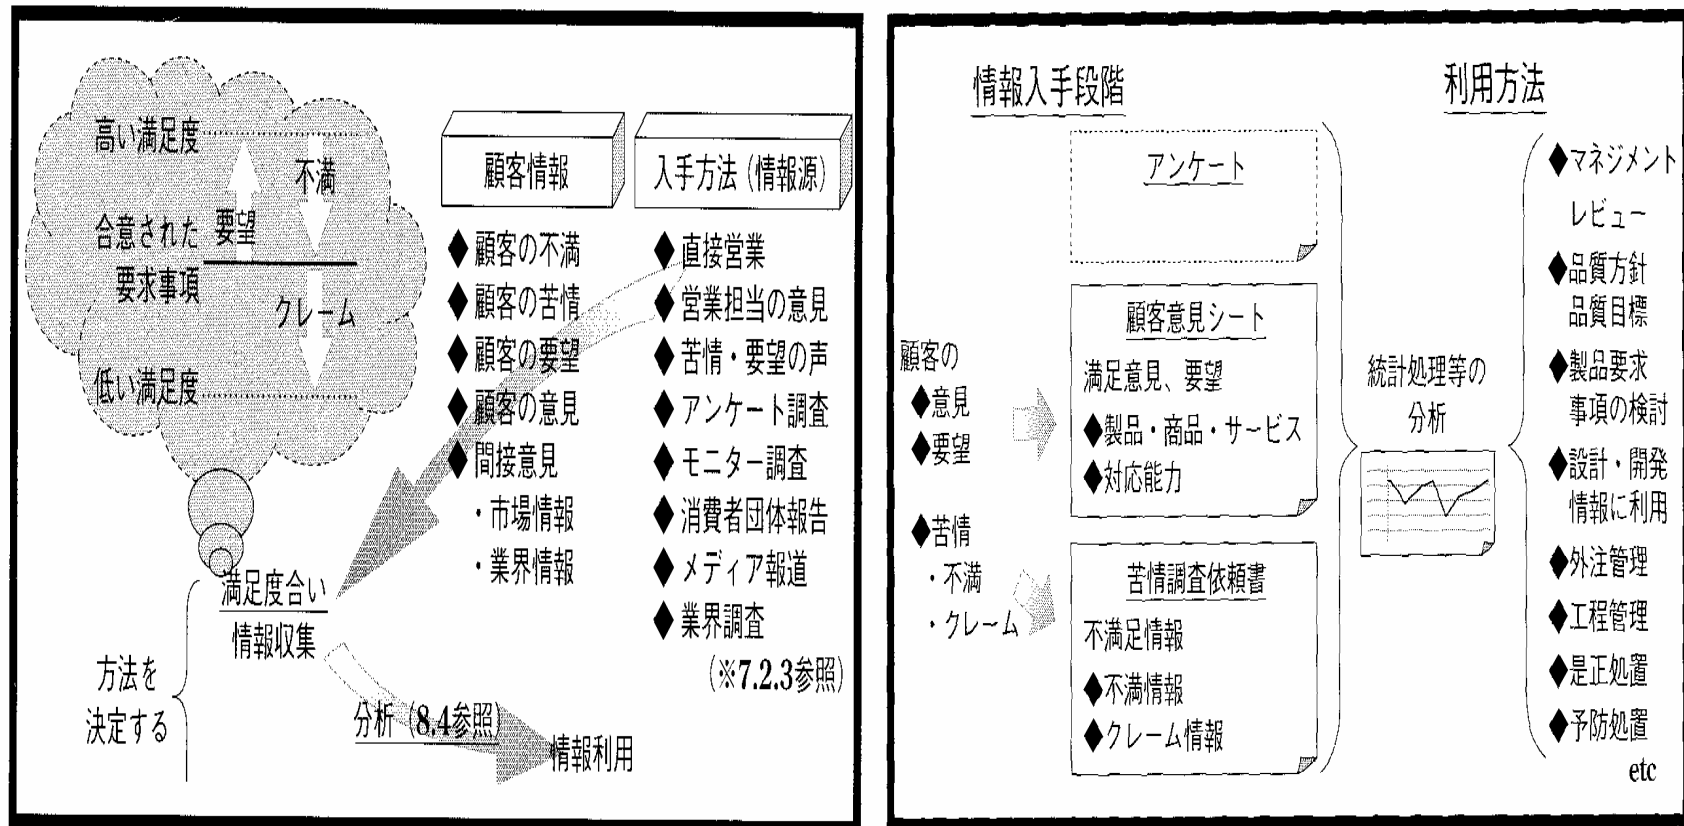 高い満足度
不満
合意された
要望
要求事項
クレーム
低い満足度
満足度合い
情報収集
方法を
決定する
分析（8.4参照）
情報利用
顧客情報
◆顧客の不満
◆顧客の苦情
◆顧客の要望
◆顧客の意見
◆間接意見
・市場情報
・業界情報
入手方法（情報源）
◆直接営業
◆営業担当の意見
◆苦情・要望の声
◆アンケート調査
◆モニター調査
◆消費者団体報告
◆メディア報道
◆業界調査
（※7.2.3参照）
情報入手段階
顧客の
◆意見
◆要望
◆苦情
・不満
・クレーム
アンケート
顧客意見シート
満足意見、要望
◆製品・商品・サービス
◆対応能力
苦情調査依頼書
不満足情報
◆不満情報
◆クレーム情報
統計処理等の
分析
利用方法
◆マネジメント
レビュー
◆品質方針
品質目標
◆製品要求
事項の検討
◆設計・開発
情報に利用
◆外注管理
◆工程管理
◆是正処置
◆予防処置
etc